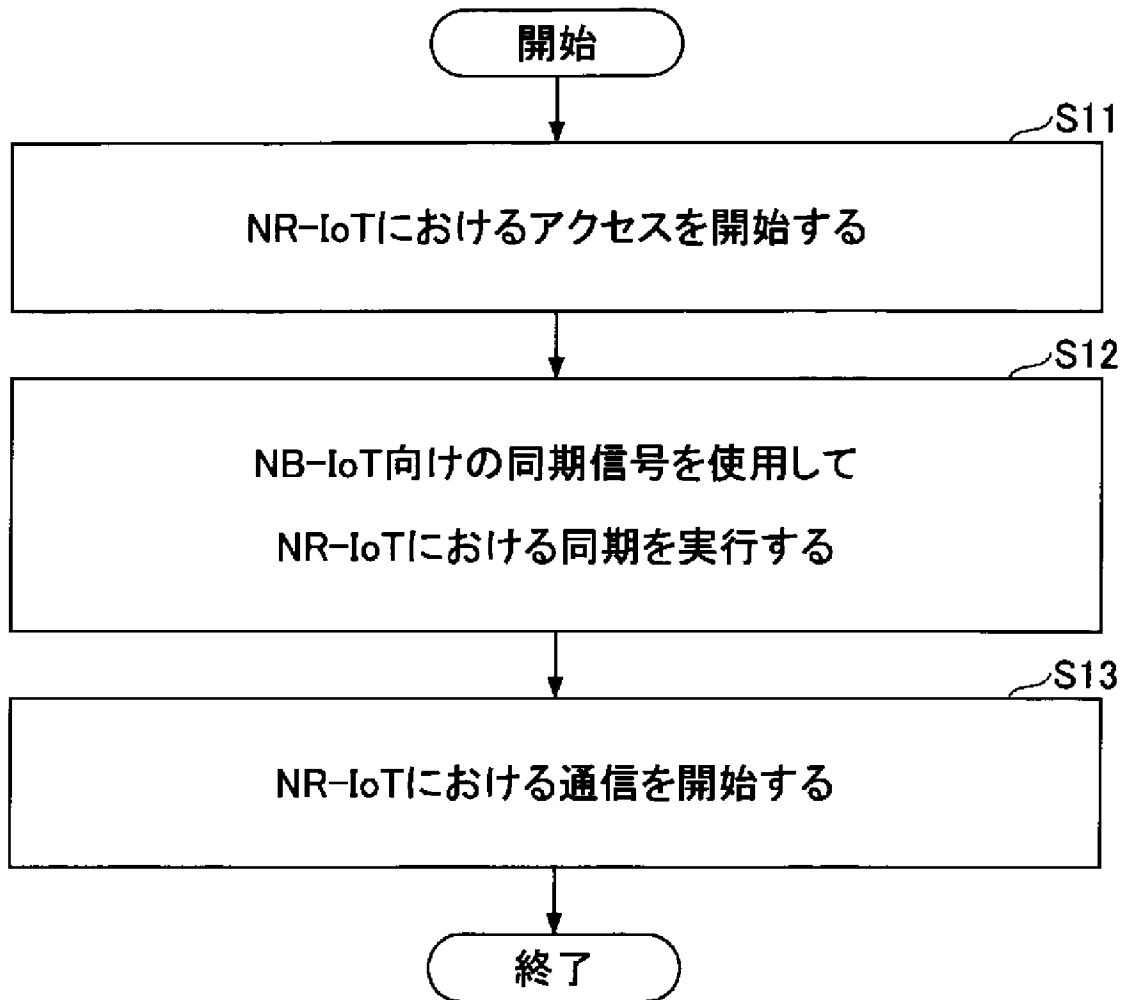 開始
S11
NR-IoTにおけるアクセスを開始する
S12
NB-IoT向けの同期信号を使用して
NR-IoTにおける同期を実行する
S13
NR-IoTにおける通信を開始する
終了